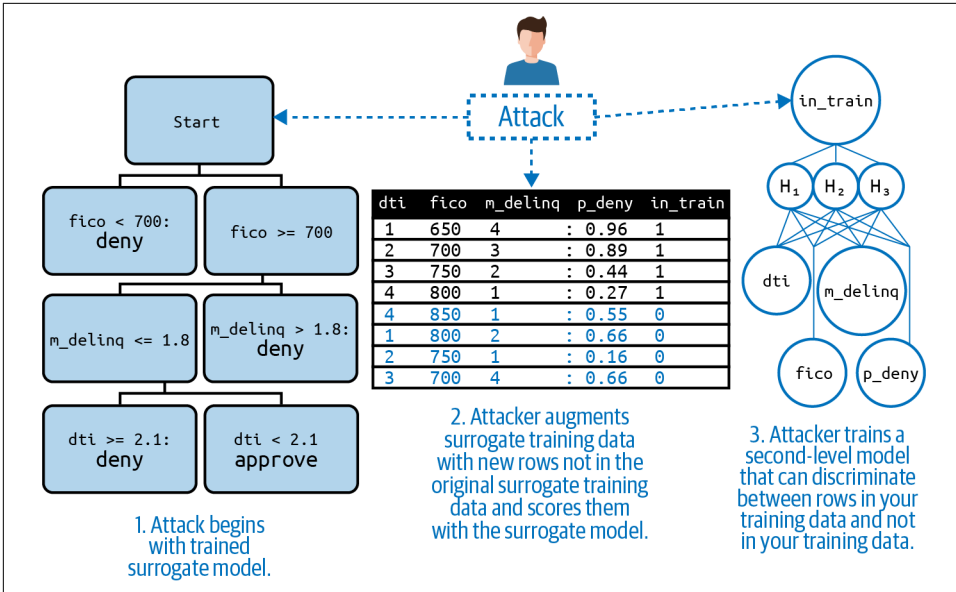 Attack
Start
fico < 700:
deny
fico >= 700
m_delinq <= 1.8
m_delinq > 1.8:
deny
dti >= 2.1:
deny
dti < 2.1
approve
1. Attack begins
with trained
surrogate model.
dti fico m_delinq p_deny in_train
1 650 4 : 0.96 1
2 700 3 : 0.89 1
3 750 2 : 0.44 1
4 800 1 : 0.27 1
4 850 1 : 0.55 0
1 800 2 : 0.66 0
2 750 1 : 0.16 0
3 700 4 : 0.66 0
2. Attacker augments
surrogate training data
with new rows not in the
original surrogate training
data and scores them
with the surrogate model.
in_train
H₁ H₂ H₃
dti
m_delinq
fico
p_deny
3. Attacker trains a
second-level model
that can discriminate
between rows in your
training data and not
in your training data.